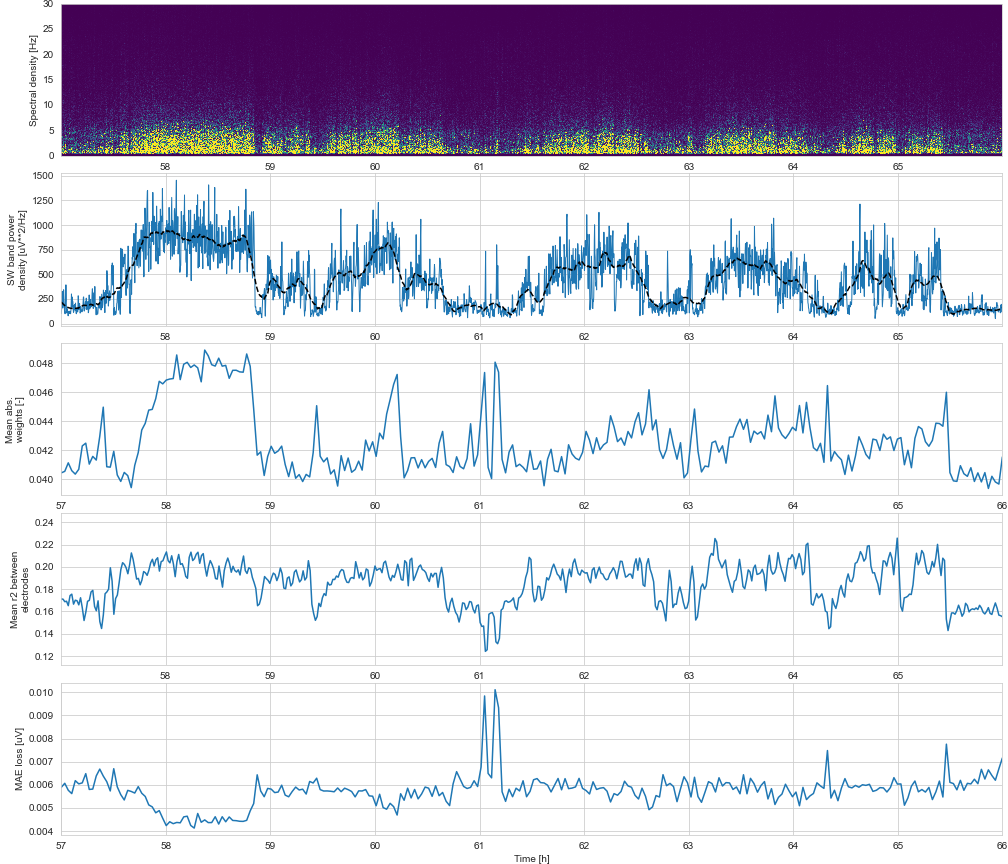 30
25
20
15
10
5
0
Spectral density [Hz]
58 59 60 61 62 63 64 65
1500
1250
1000
750
500
250
0
SW band power
density [uV**2/Hz]
58 59 60 61 62 63 64 65
0.048
0.046
0.044
0.042
0.040
Mean abs.
weights [-]
57 58 59 60 61 62 63 64 65 66
0.24
0.22
0.20
0.18
0.16
0.14
0.12
Mean r2 between
electrodes
58 59 60 61 62 63 64 65
0.010
0.009
0.008
0.007
0.006
0.005
0.004
MAE loss [uV]
57 58 59 60 61 62 63 64 65 66
Time [h]